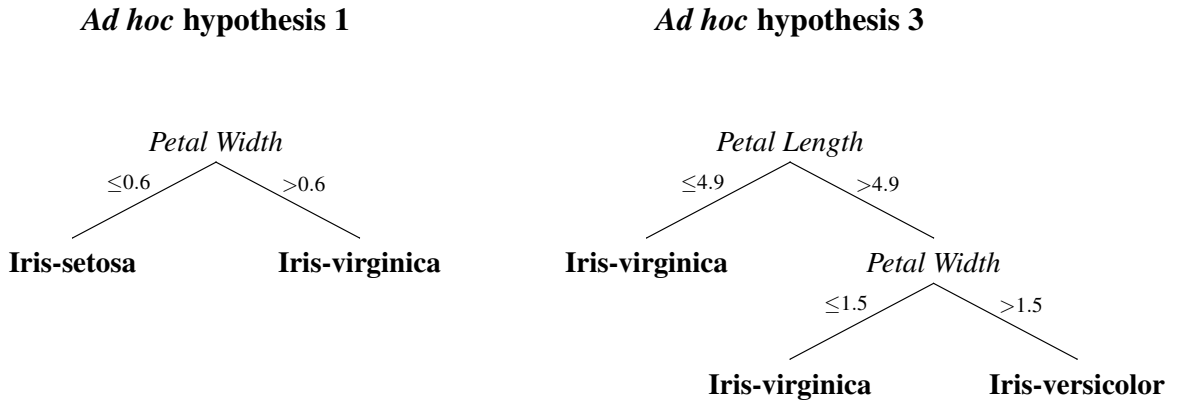 Ad hoc hypothesis 1
Ad hoc hypothesis 3
Petal Width
Petal Length
≤0.6
>0.6
≤4.9
>4.9
Iris-setosa
Iris-virginica
Iris-virginica
Petal Width
≤1.5
>1.5
Iris-virginica
Iris-versicolor